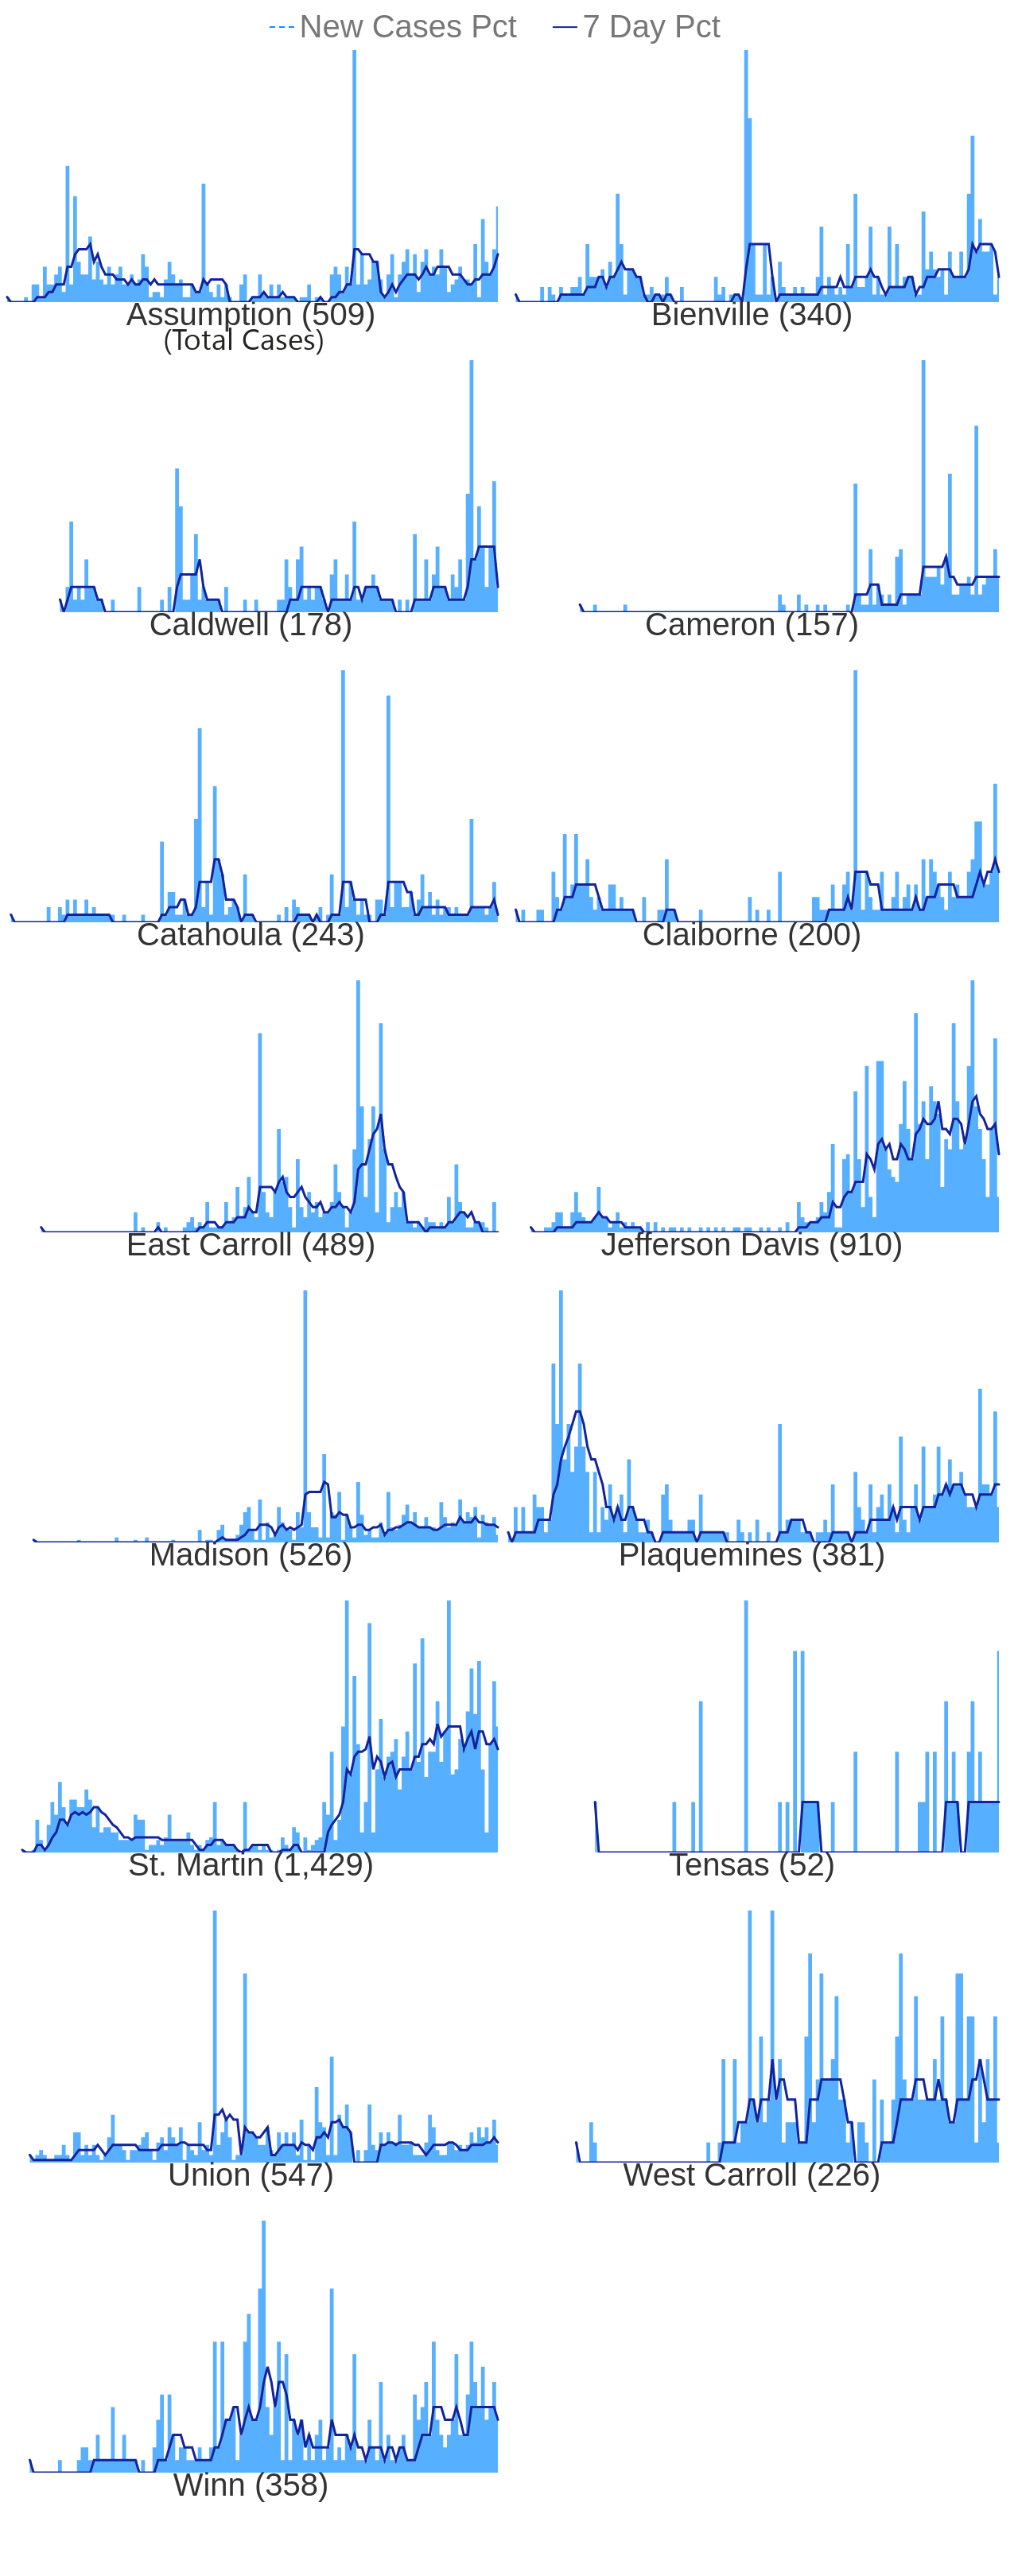 New Cases Pct 7 Day Pct
Assumption (509) Bienville (340)
(Total Cases)
Caldwell (178) Cameron (157)
Catahoula (243) Claiborne (200)
East Carroll (489) Jefferson Davis (910)
Madison (526) Plaquemines (381)
St. Martin (1,429) Tensas (52)
Union (547) West Carroll (226)
Winn (358)